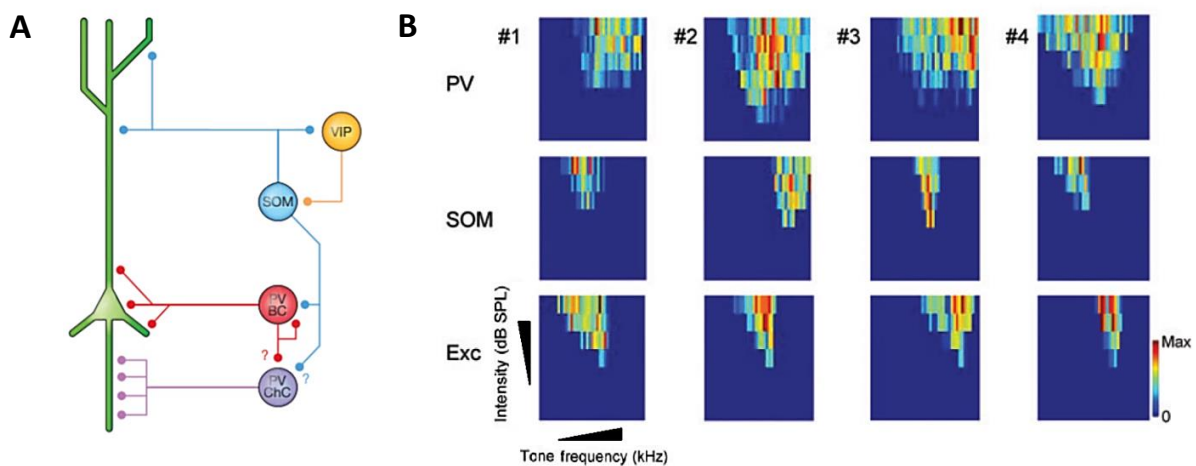 A
VIP
SOM
PV
BC
?
PV
ChC
?
B
#1
#2
#3
#4
PV
SOM
Exc
Intensity (dB SPL)
Tone frequency (kHz)
Max
0